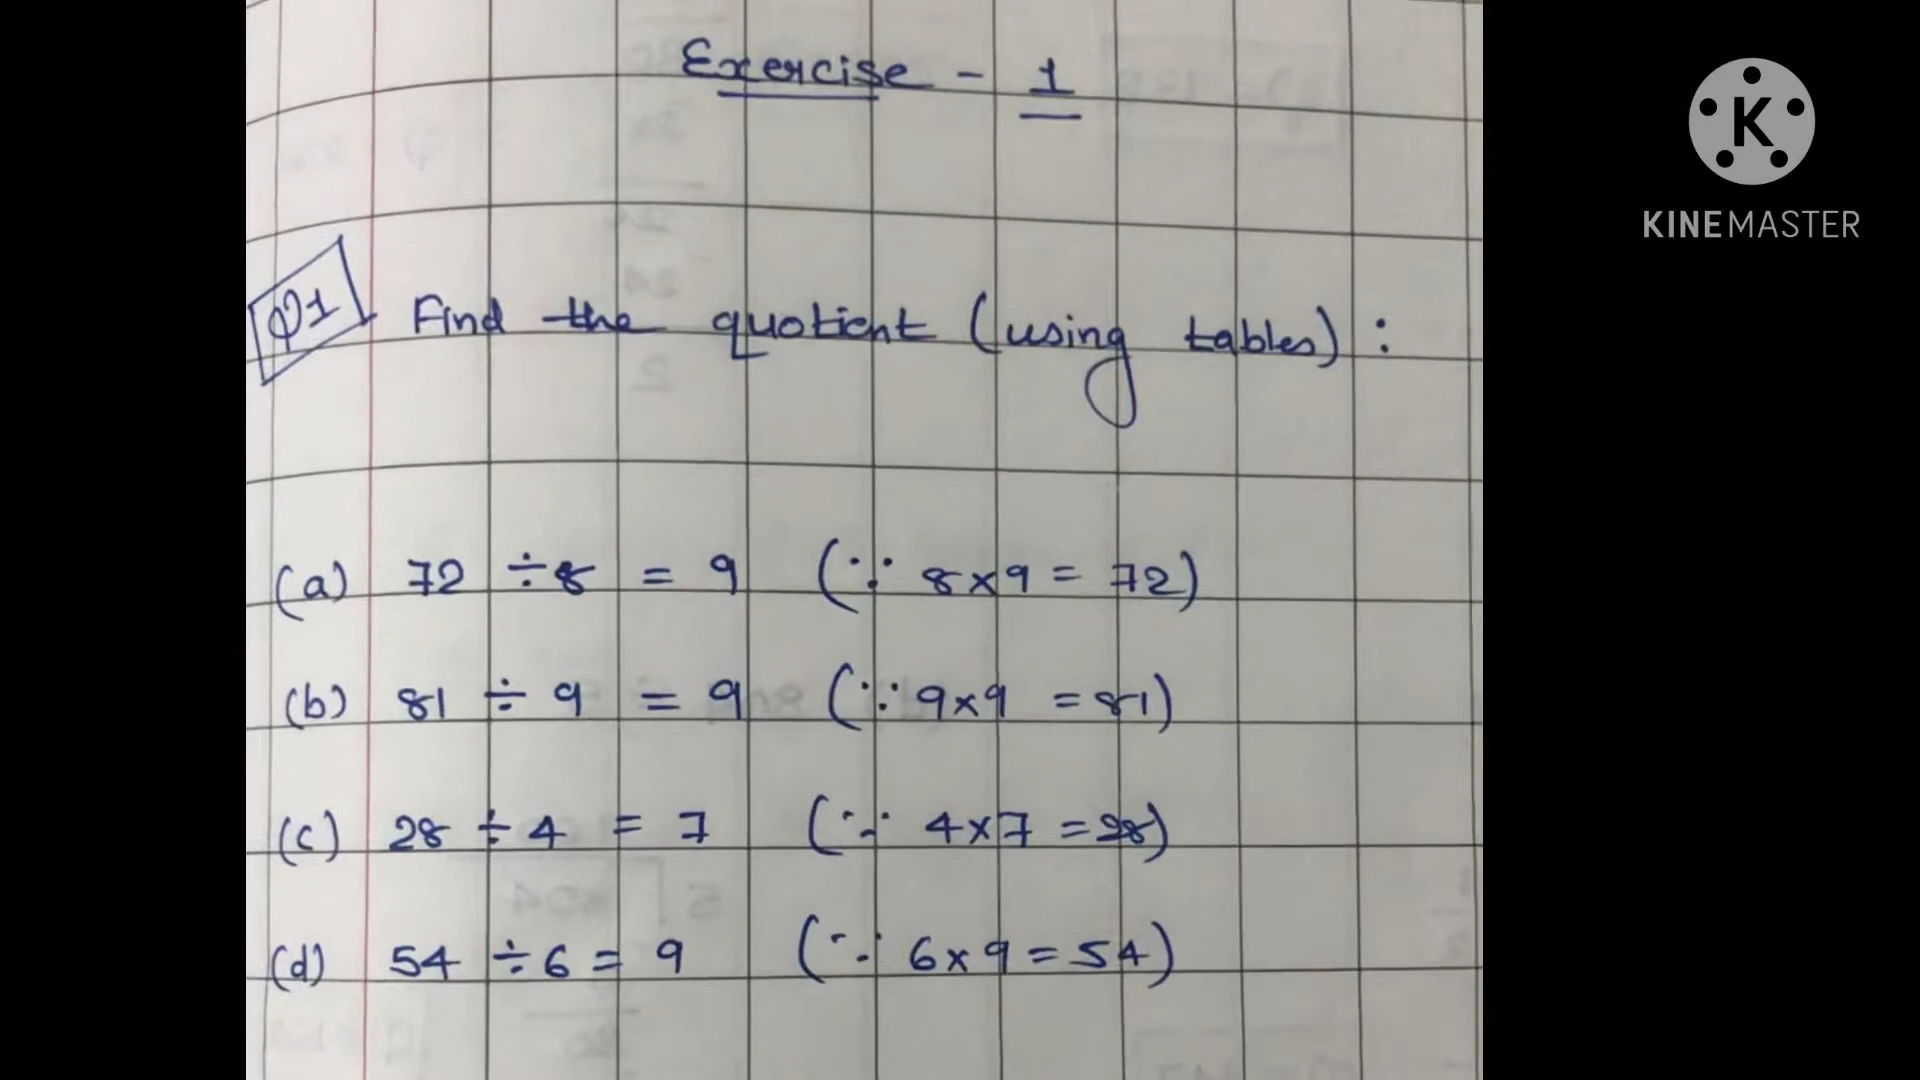 Exercise - 1
K
KINEMASTER
Q1 Find the quotient (using tables) :
(a) 72 ÷ 8 = 9 (∵ 8×9 = 72)
(b) 81 ÷ 9 = 9 (∵ 9×9 = 81)
(c) 28 ÷ 4 = 7 (∵ 4×7 = 28)
(d) 54 ÷ 6 = 9 (∵ 6×9 = 54)